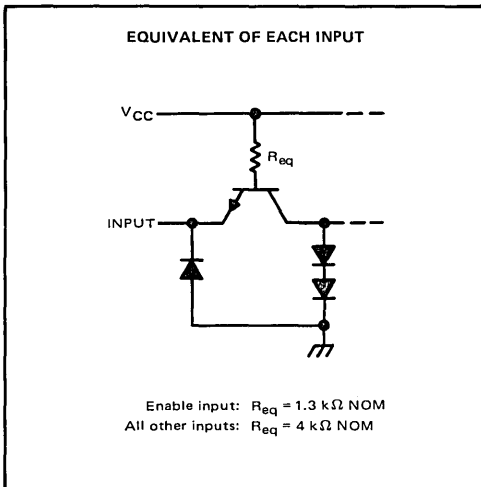 EQUIVALENT OF EACH INPUT
VCC
Req
INPUT
Enable input: Req = 1.3 kΩ NOM
All other inputs: Req = 4 kΩ NOM